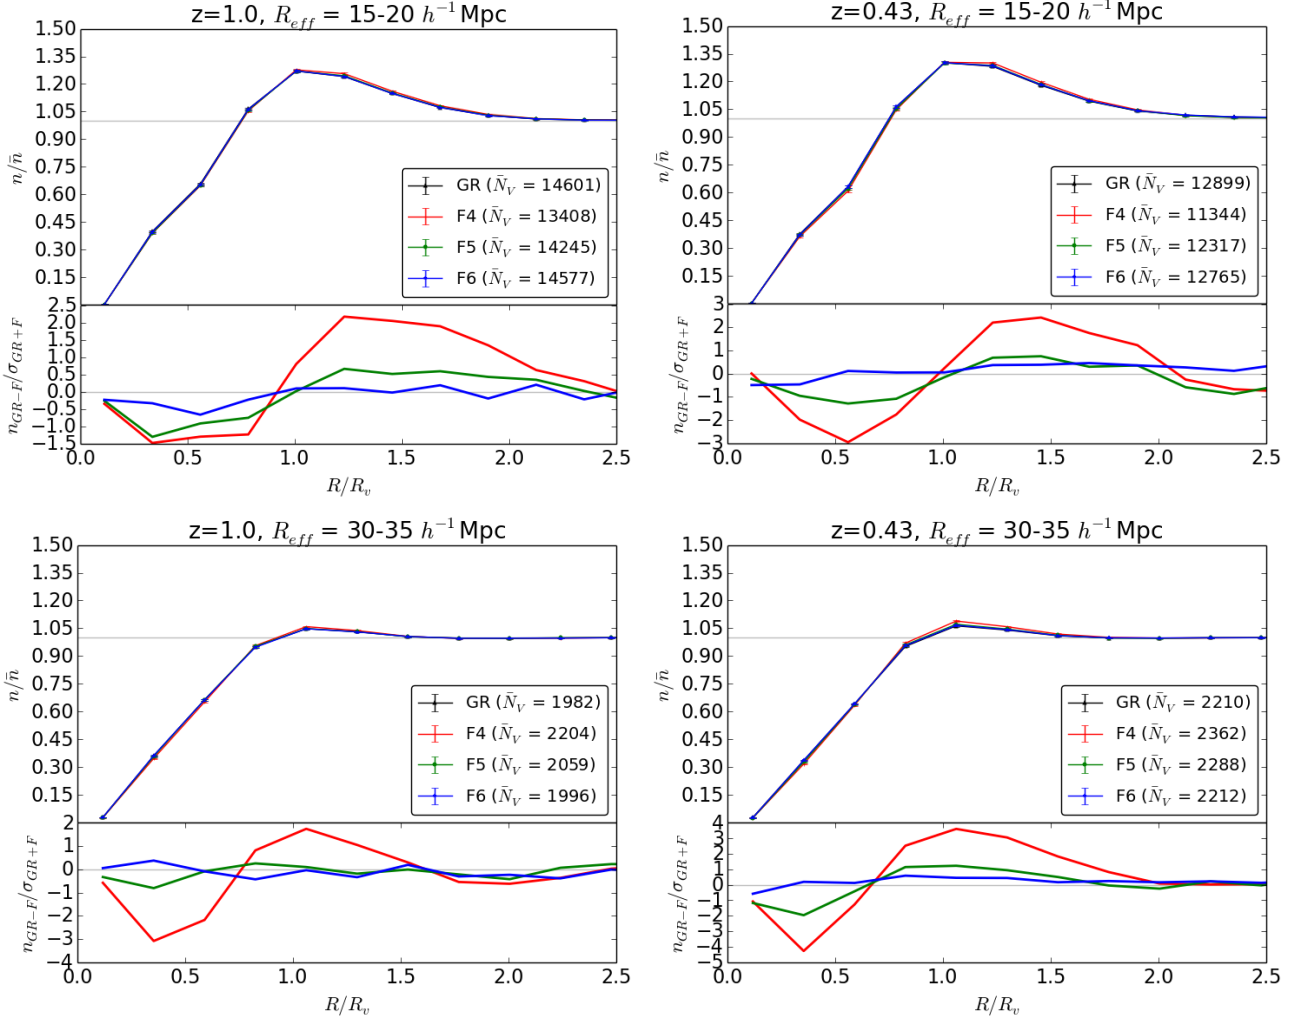 z=1.0, R_eff = 15-20 h⁻¹Mpc
1.50
1.35
1.20
1.05
0.90
0.75
0.60
0.45
0.30
0.15
n/n̄
GR (N̄_V = 14601)
F4 (N̄_V = 13408)
F5 (N̄_V = 14245)
F6 (N̄_V = 14577)
2.5
2.0
1.5
1.0
0.5
0.0
−0.5
−1.0
−1.5
n_GR−F/σ_GR+F
0.0 0.5 1.0 1.5 2.0 2.5
R/R_v
z=0.43, R_eff = 15-20 h⁻¹Mpc
1.50
1.35
1.20
1.05
0.90
0.75
0.60
0.45
0.30
0.15
n/n̄
GR (N̄_V = 12899)
F4 (N̄_V = 11344)
F5 (N̄_V = 12317)
F6 (N̄_V = 12765)
3
2
1
0
−1
−2
−3
n_GR−F/σ_GR+F
0.0 0.5 1.0 1.5 2.0 2.5
R/R_v
z=1.0, R_eff = 30-35 h⁻¹Mpc
1.50
1.35
1.20
1.05
0.90
0.75
0.60
0.45
0.30
0.15
n/n̄
GR (N̄_V = 1982)
F4 (N̄_V = 2204)
F5 (N̄_V = 2059)
F6 (N̄_V = 1996)
2
1
0
−1
−2
−3
−4
n_GR−F/σ_GR+F
0.0 0.5 1.0 1.5 2.0 2.5
R/R_v
z=0.43, R_eff = 30-35 h⁻¹Mpc
1.50
1.35
1.20
1.05
0.90
0.75
0.60
0.45
0.30
0.15
n/n̄
GR (N̄_V = 2210)
F4 (N̄_V = 2362)
F5 (N̄_V = 2288)
F6 (N̄_V = 2212)
4
3
2
1
0
−1
−2
−3
−4
−5
n_GR−F/σ_GR+F
0.0 0.5 1.0 1.5 2.0 2.5
R/R_v